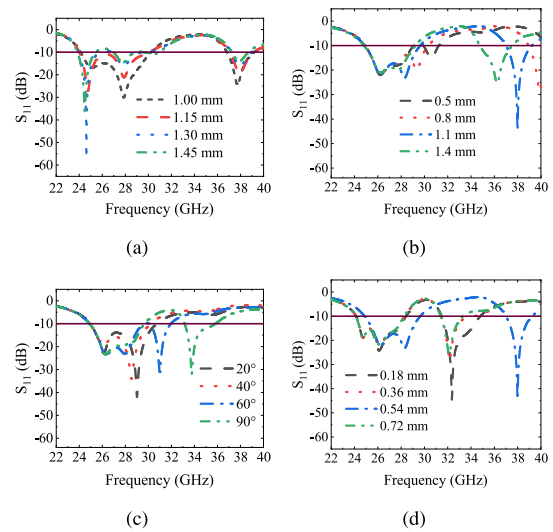 0
-10
-20
-30
-40
-50
-60
S11 (dB)
1.00 mm
1.15 mm
1.30 mm
1.45 mm
22 24 26 28 30 32 34 36 38 40
Frequency (GHz)
(a)
0
-10
-20
-30
-40
-50
-60
S11 (dB)
0.5 mm
0.8 mm
1.1 mm
1.4 mm
22 24 26 28 30 32 34 36 38 40
Frequency (GHz)
(b)
0
-10
-20
-30
-40
-50
-60
S11 (dB)
20°
40°
60°
90°
22 24 26 28 30 32 34 36 38 40
Frequency (GHz)
(c)
0
-10
-20
-30
-40
-50
-60
S11 (dB)
0.18 mm
0.36 mm
0.54 mm
0.72 mm
22 24 26 28 30 32 34 36 38 40
Frequency (GHz)
(d)